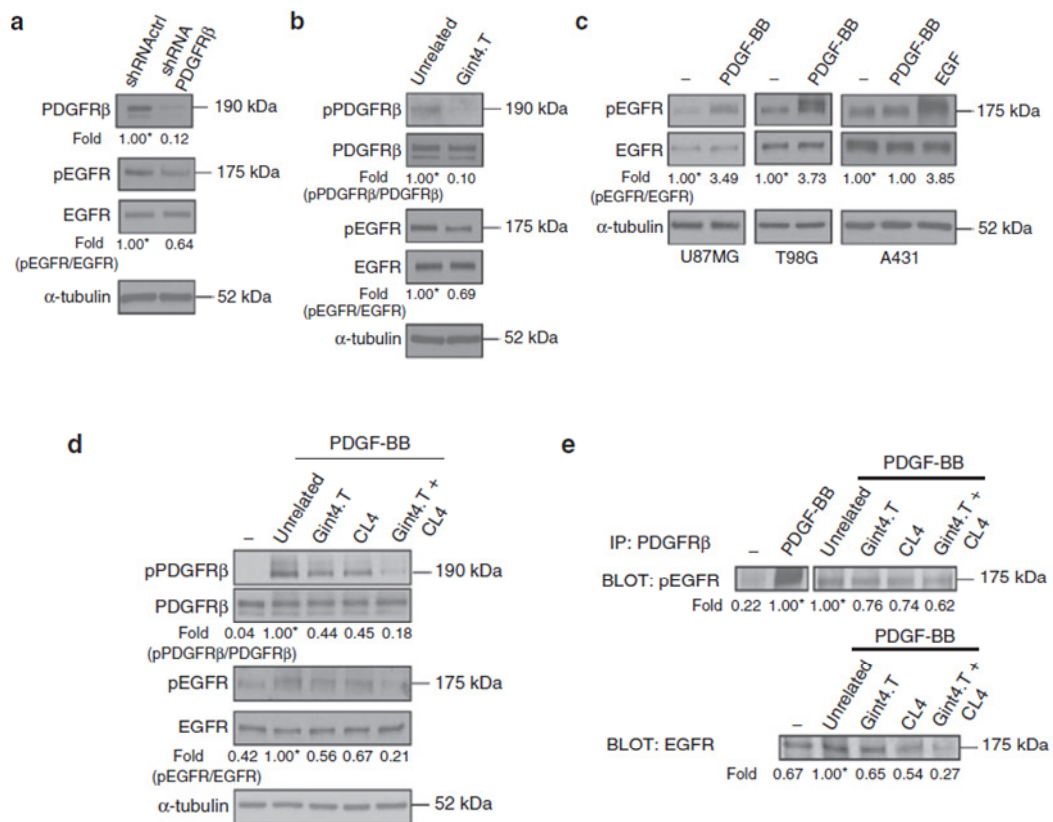 a
shRNActrl
shRNA
PDGFRβ
PDGFRβ
190 kDa
Fold 1.00* 0.12
pEGFR
175 kDa
EGFR
Fold 1.00* 0.64
(pEGFR/EGFR)
α-tubulin
52 kDa
b
Unrelated
Gint4.T
pPDGFRβ
190 kDa
PDGFRβ
Fold 1.00* 0.10
(pPDGFRβ/PDGFRβ)
pEGFR
175 kDa
EGFR
Fold 1.00* 0.69
(pEGFR/EGFR)
α-tubulin
52 kDa
c
– PDGF-BB – PDGF-BB – PDGF-BB EGF
pEGFR
175 kDa
EGFR
Fold 1.00* 3.49 1.00* 3.73 1.00* 1.00 3.85
(pEGFR/EGFR)
α-tubulin
52 kDa
U87MG T98G A431
d
PDGF-BB
– Unrelated Gint4.T CL4 Gint4.T +
CL4
pPDGFRβ
190 kDa
PDGFRβ
Fold 0.04 1.00* 0.44 0.45 0.18
(pPDGFRβ/PDGFRβ)
pEGFR
175 kDa
EGFR
Fold 0.42 1.00* 0.56 0.67 0.21
(pEGFR/EGFR)
α-tubulin
52 kDa
e
PDGF-BB
– PDGF-BB Unrelated Gint4.T CL4 Gint4.T +
CL4
IP: PDGFRβ
BLOT: pEGFR
175 kDa
Fold 0.22 1.00* 1.00* 0.76 0.74 0.62
PDGF-BB
– Unrelated Gint4.T CL4 Gint4.T +
CL4
BLOT: EGFR
175 kDa
Fold 0.67 1.00* 0.65 0.54 0.27